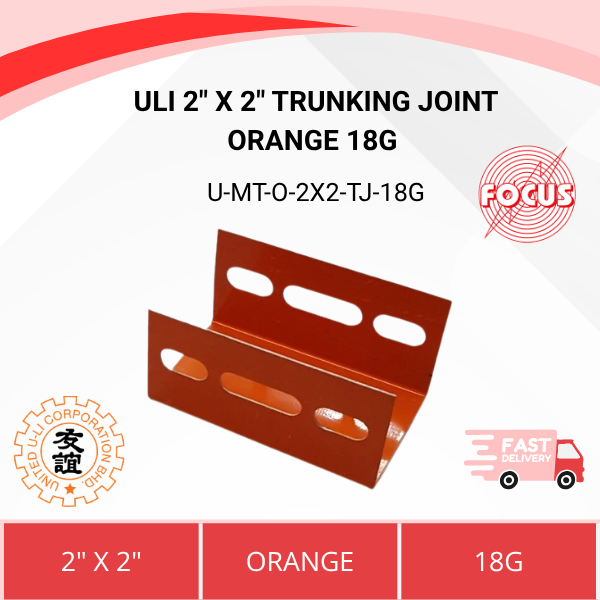 ULI 2" X 2" TRUNKING JOINT
ORANGE 18G
U-MT-O-2X2-TJ-18G
FOCUS
UNITED U-LI CORPORATION BHD.
友誼
FAST
DELIVERY
2" X 2"
ORANGE
18G